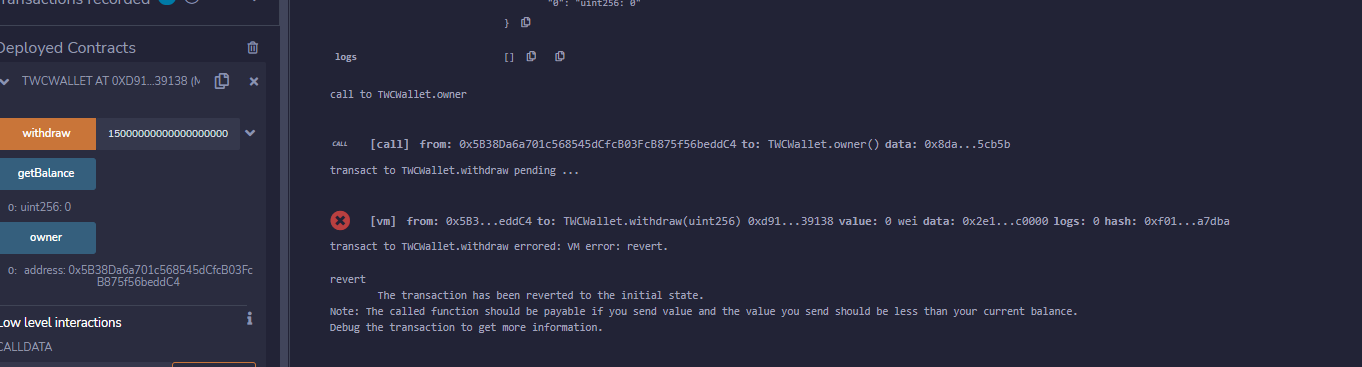 Transactions recorded
Deployed Contracts
TWCWALLET AT 0XD91...39138 (M
withdraw
15000000000000000000
getBalance
0: uint256: 0
owner
0: address: 0x5B38Da6a701c568545dCfcB03Fc
B875f56beddC4
Low level interactions
i
CALLDATA
"0": "uint256: 0"
}
logs
[]
call to TWCWallet.owner
CALL [call] from: 0x5B38Da6a701c568545dCfcB03FcB875f56beddC4 to: TWCWallet.owner() data: 0x8da...5cb5b
transact to TWCWallet.withdraw pending ...
[vm] from: 0x5B3...eddC4 to: TWCWallet.withdraw(uint256) 0xd91...39138 value: 0 wei data: 0x2e1...c0000 logs: 0 hash: 0xf01...a7dba
transact to TWCWallet.withdraw errored: VM error: revert.
revert
The transaction has been reverted to the initial state.
Note: The called function should be payable if you send value and the value you send should be less than your current balance.
Debug the transaction to get more information.